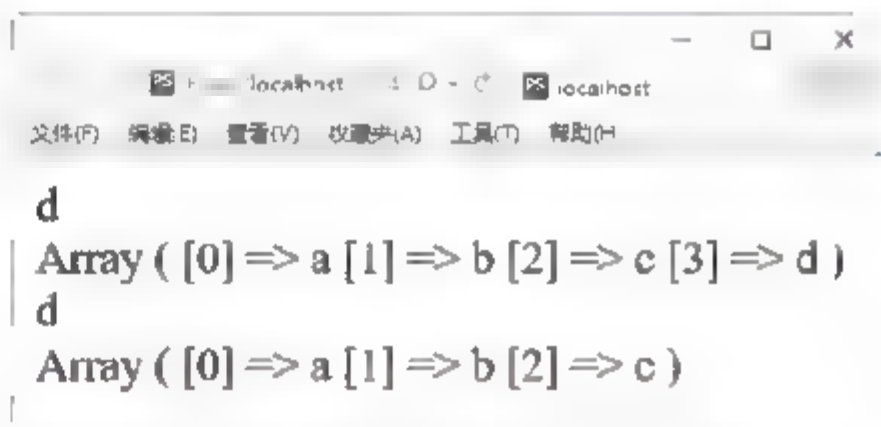 localhost localhost
文件(F) 编辑(E) 查看(V) 收藏夹(A) 工具(T) 帮助(H
d
Array ( [0] => a [1] => b [2] => c [3] => d )
d
Array ( [0] => a [1] => b [2] => c )